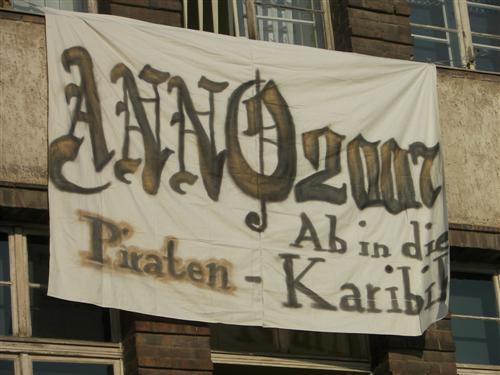 ANNO 2007
Ab in die
Piraten - Karibik